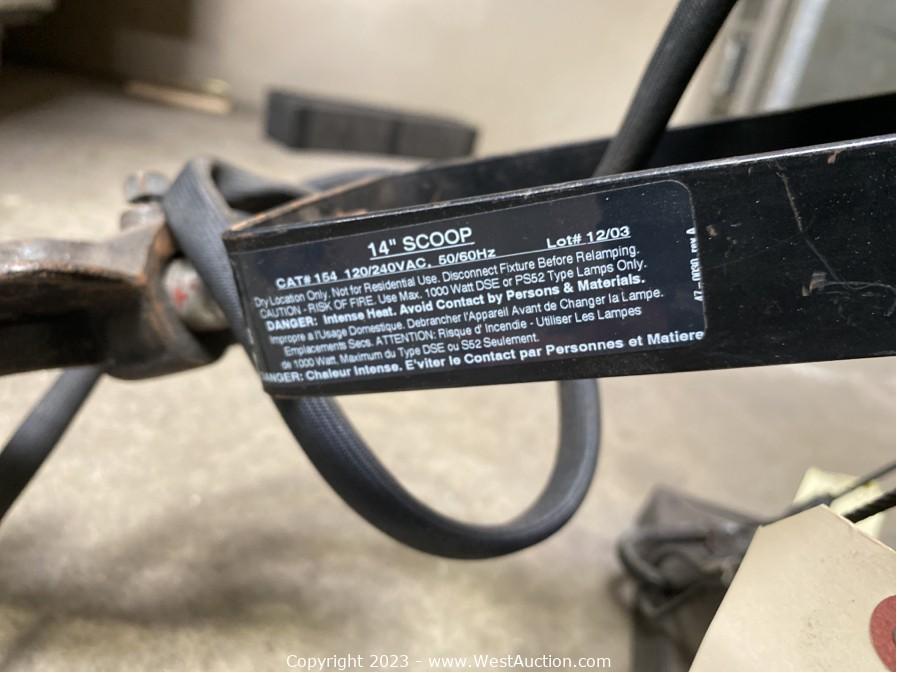 14" SCOOP
CAT# 154 120/240VAC, 50/60Hz Lot# 12/03
Dry Location Only. Not for Residential Use. Disconnect Fixture Before Relamping.
CAUTION - RISK OF FIRE. Use Max. 1000 Watt DSE or PS52 Type Lamps Only.
DANGER: Intense Heat. Avoid Contact by Persons & Materials.
Impropre a l'Usage Domestique. Debrancher l'Appareil Avant de Changer la Lampe.
Emplacements Secs. ATTENTION: Risque d' Incendie - Utiliser Les Lampes
de 1000 Watt. Maximum du Type DSE ou S52 Seulement.
DANGER: Chaleur Intense. E'viter le Contact par Personnes et Matiere
47-0030 rev A
Copyright 2023 - www.WestAuction.com